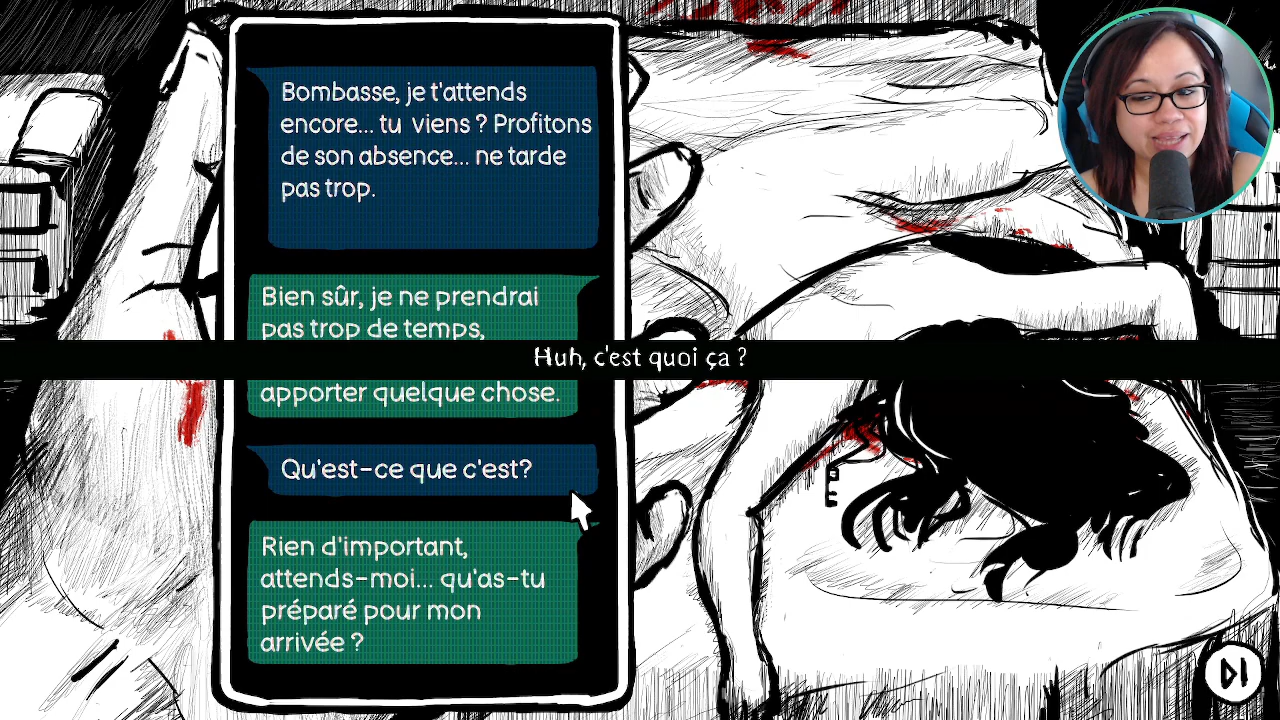 Bombasse, je t'attends
encore... tu viens ? Profitons
de son absence... ne tarde
pas trop.
Bien sûr, je ne prendrai
pas trop de temps,
Huh, c'est quoi ça ?
apporter quelque chose.
Qu'est-ce que c'est?
Rien d'important,
attends-moi... qu'as-tu
préparé pour mon
arrivée ?